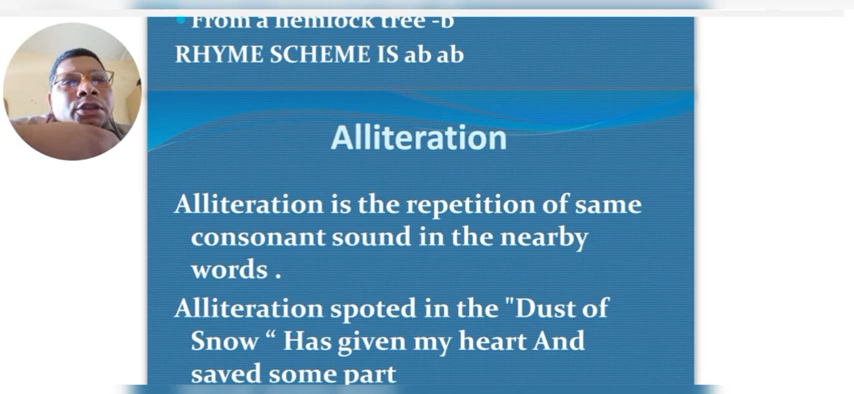 • From a hemlock tree -b
RHYME SCHEME IS ab ab
Alliteration
Alliteration is the repetition of same
consonant sound in the nearby
words .
Alliteration spoted in the "Dust of
Snow “ Has given my heart And
saved some part